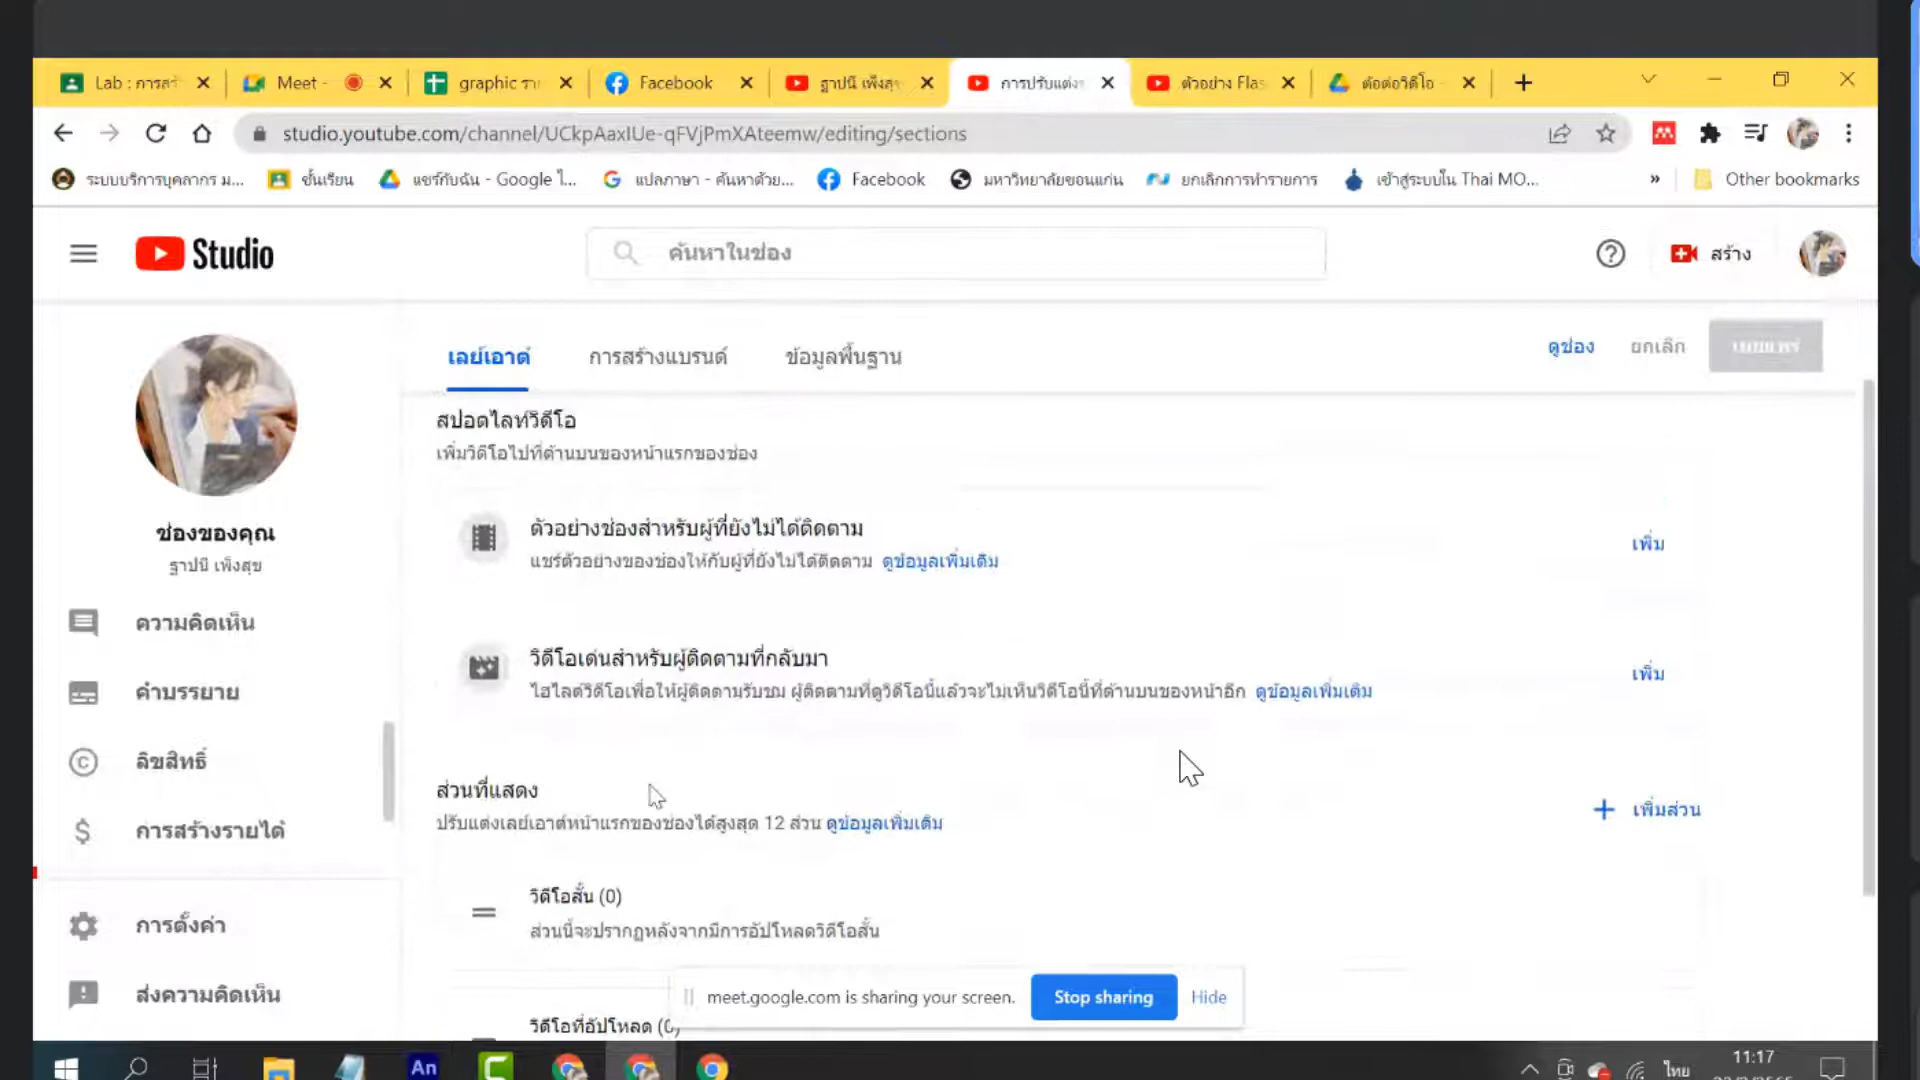 Lab : การสร้ Meet - graphic รา Facebook ฐาปนี เพ็งสุข การปรับแต่ง ตัวอย่าง Flas ตัดต่อวิดีโอ
studio.youtube.com/channel/UCkpAaxIUe-qFVjPmXAteemw/editing/sections
ระบบบริการบุคลากร ม... ชั้นเรียน แชร์กับฉัน - Google ไ... แปลภาษา - ค้นหาด้วย... Facebook มหาวิทยาลัยขอนแก่น ยกเลิกการทำรายการ เข้าสู่ระบบใน Thai MO... » Other bookmarks
Studio ค้นหาในช่อง สร้าง
เลย์เอาต์ การสร้างแบรนด์ ข้อมูลพื้นฐาน ดูช่อง ยกเลิก เผยแพร่
สปอตไลท์วิดีโอ
เพิ่มวิดีโอไปที่ด้านบนของหน้าแรกของช่อง
ตัวอย่างช่องสำหรับผู้ที่ยังไม่ได้ติดตาม
แชร์ตัวอย่างของช่องให้กับผู้ที่ยังไม่ได้ติดตาม ดูข้อมูลเพิ่มเติม
เพิ่ม
วิดีโอเด่นสำหรับผู้ติดตามที่กลับมา
ไฮไลต์วิดีโอเพื่อให้ผู้ติดตามรับชม ผู้ติดตามที่ดูวิดีโอนี้แล้วจะไม่เห็นวิดีโอนี้ที่ด้านบนของหน้าอีก ดูข้อมูลเพิ่มเติม
เพิ่ม
ส่วนที่แสดง
ปรับแต่งเลย์เอาต์หน้าแรกของช่องได้สูงสุด 12 ส่วน ดูข้อมูลเพิ่มเติม
เพิ่มส่วน
วิดีโอสั้น (0)
ส่วนนี้จะปรากฏหลังจากมีการอัปโหลดวิดีโอสั้น
วิดีโอที่อัปโหลด (0)
ช่องของคุณ
ฐาปนี เพ็งสุข
ความคิดเห็น
คำบรรยาย
ลิขสิทธิ์
การสร้างรายได้
การตั้งค่า
ส่งความคิดเห็น
meet.google.com is sharing your screen. Stop sharing Hide
An ไทย 11:17